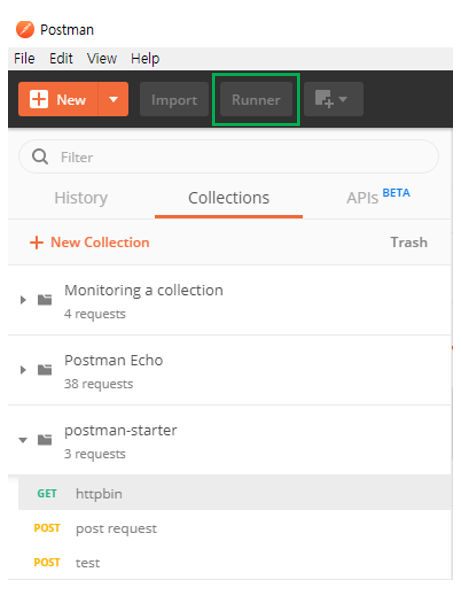 Postman
File Edit View Help
New Import Runner
Filter
History Collections APIs BETA
+ New Collection Trash
Monitoring a collection
4 requests
Postman Echo
38 requests
postman-starter
3 requests
GET httpbin
POST post request
POST test